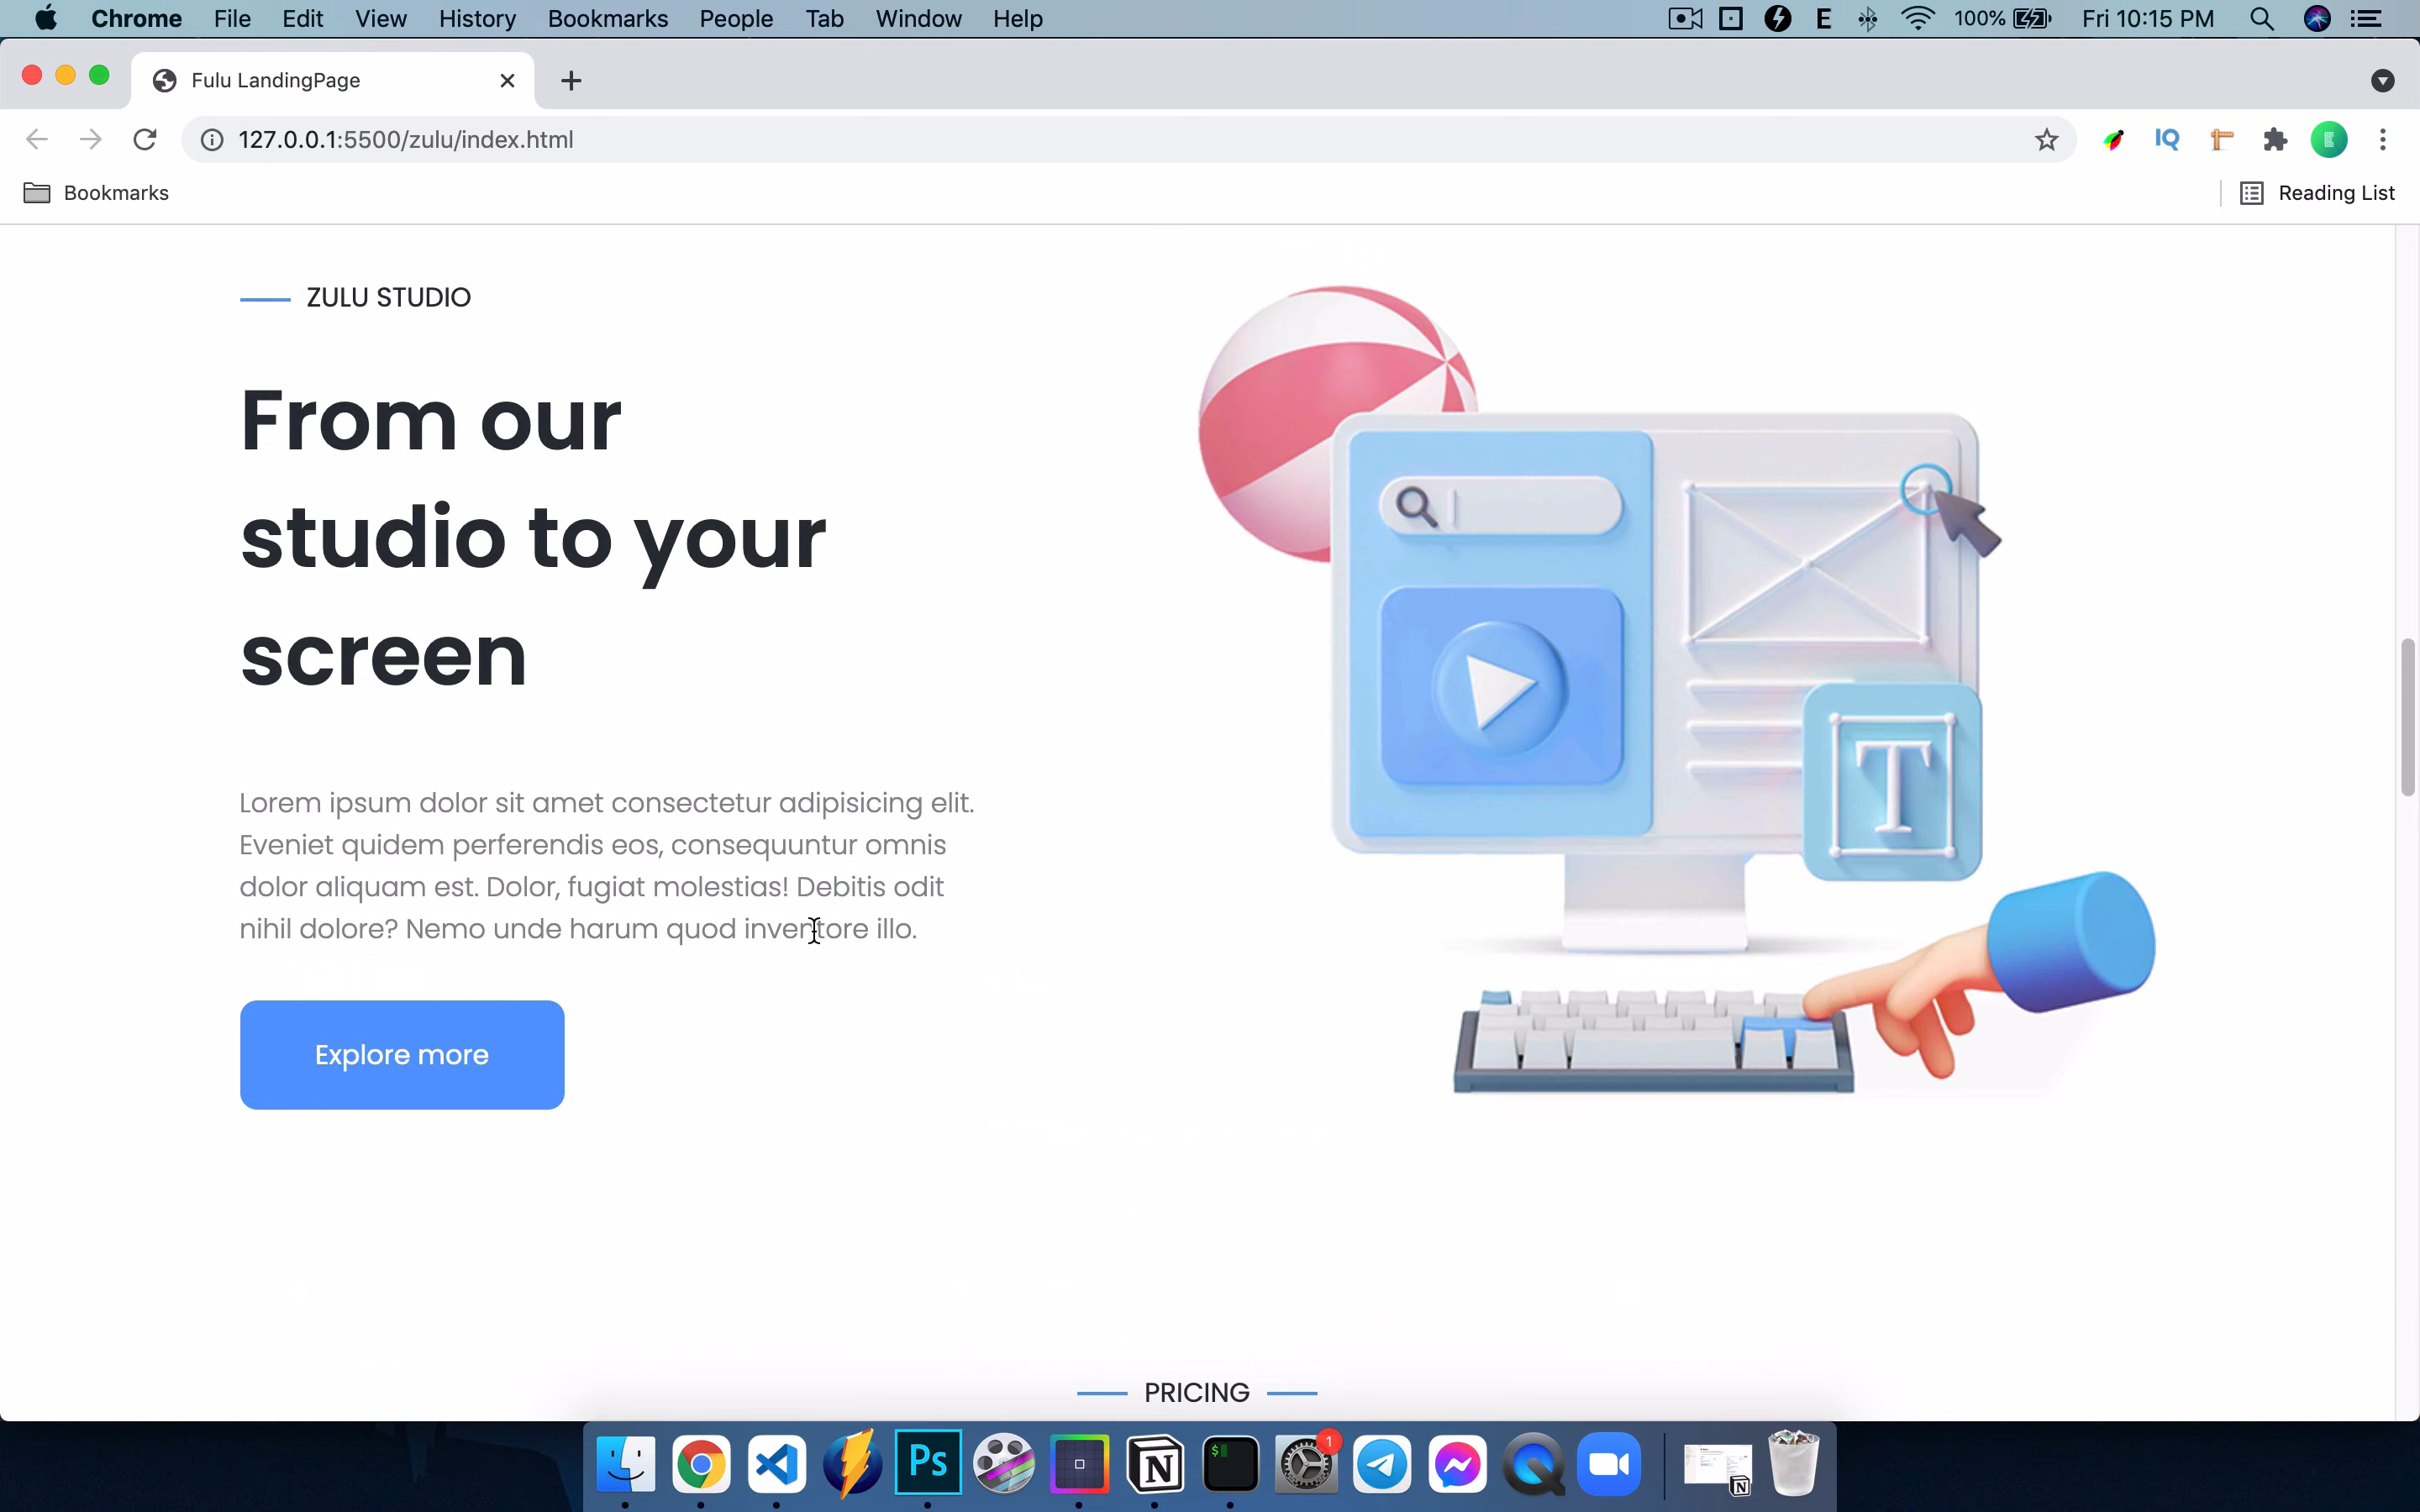 Chrome File Edit View History Bookmarks People Tab Window Help
E 100% Fri 10:15 PM
Fulu LandingPage
127.0.0.1:5500/zulu/index.html
IQ
E
Bookmarks
Reading List
ZULU STUDIO
From our
studio to your
screen
Lorem ipsum dolor sit amet consectetur adipisicing elit.
Eveniet quidem perferendis eos, consequuntur omnis
dolor aliquam est. Dolor, fugiat molestias! Debitis odit
nihil dolore? Nemo unde harum quod inventore illo.
Explore more
T
PRICING
Ps
N
$
1
N